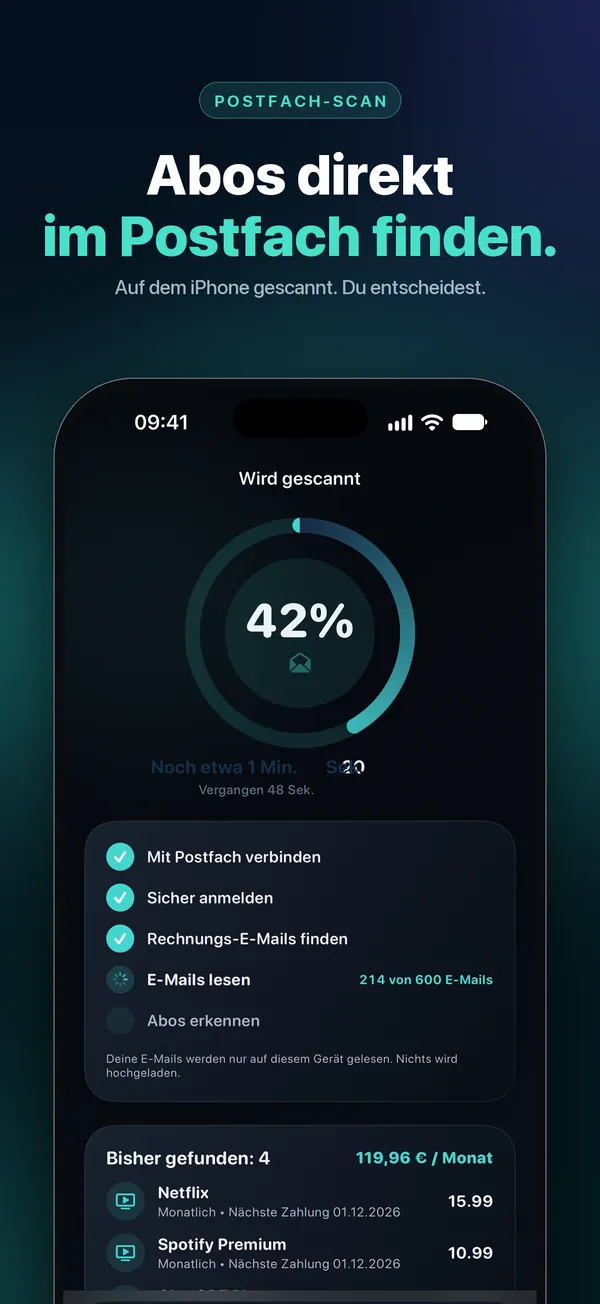 POSTFACH-SCAN
Abos direkt
im Postfach finden.
Auf dem iPhone gescannt. Du entscheidest.
09:41
Wird gescannt
42%
Noch etwa 1 Min. 20
Vergangen 48 Sek.
Mit Postfach verbinden
Sicher anmelden
Rechnungs-E-Mails finden
E-Mails lesen 214 von 600 E-Mails
Abos erkennen
Deine E-Mails werden nur auf diesem Gerät gelesen. Nichts wird
hochgeladen.
Bisher gefunden: 4 119,96 € / Monat
Netflix 15.99
Monatlich • Nächste Zahlung 01.12.2026
Spotify Premium 10.99
Monatlich • Nächste Zahlung 01.12.2026